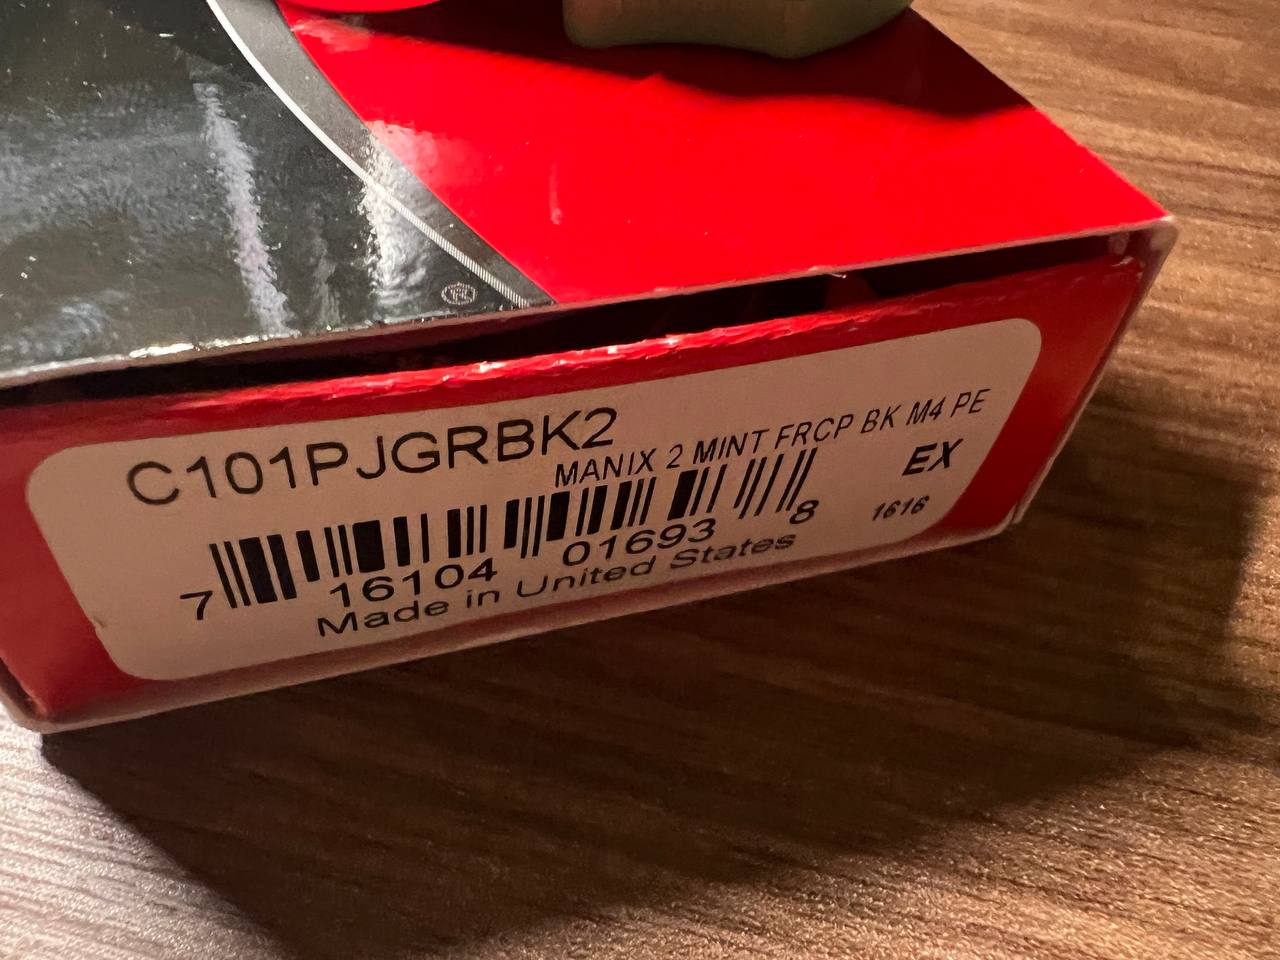 ®
C101PJGRBK2
MANIX 2 MINT FRCP BK M4 PE
EX
7 16104 01693 8
1616
Made in United States